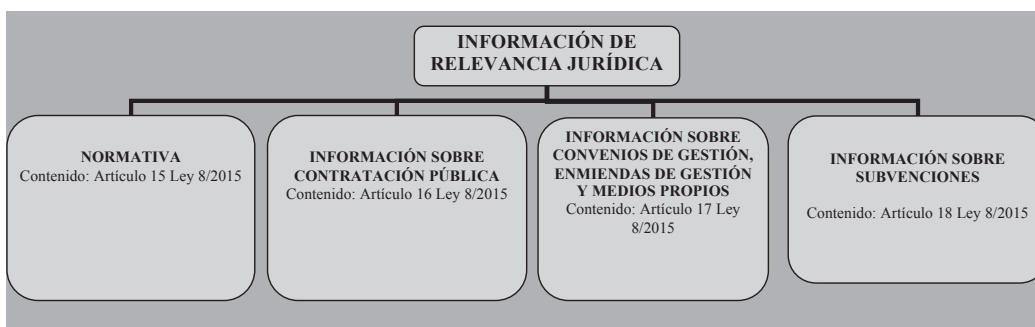 INFORMACIÓN DE
RELEVANCIA JURÍDICA
NORMATIVA
Contenido: Artículo 15 Ley 8/2015
INFORMACIÓN SOBRE
CONTRATACIÓN PÚBLICA
Contenido: Artículo 16 Ley 8/2015
INFORMACIÓN SOBRE
CONVENIOS DE GESTIÓN,
ENMIENDAS DE GESTIÓN
Y MEDIOS PROPIOS
Contenido: Artículo 17 Ley
8/2015
INFORMACIÓN SOBRE
SUBVENCIONES
Contenido: Artículo 18 Ley 8/2015